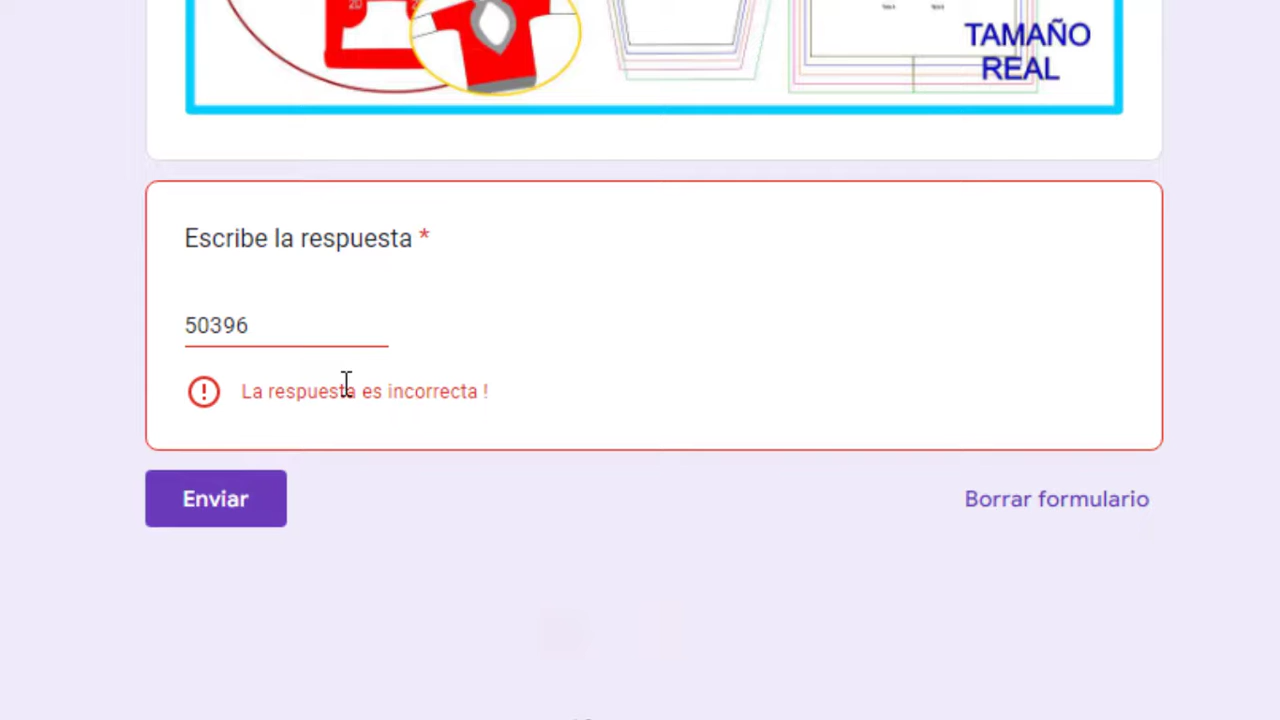 TAMAÑO
REAL
Escribe la respuesta *
50396
La respuesta es incorrecta !
Enviar
Borrar formulario